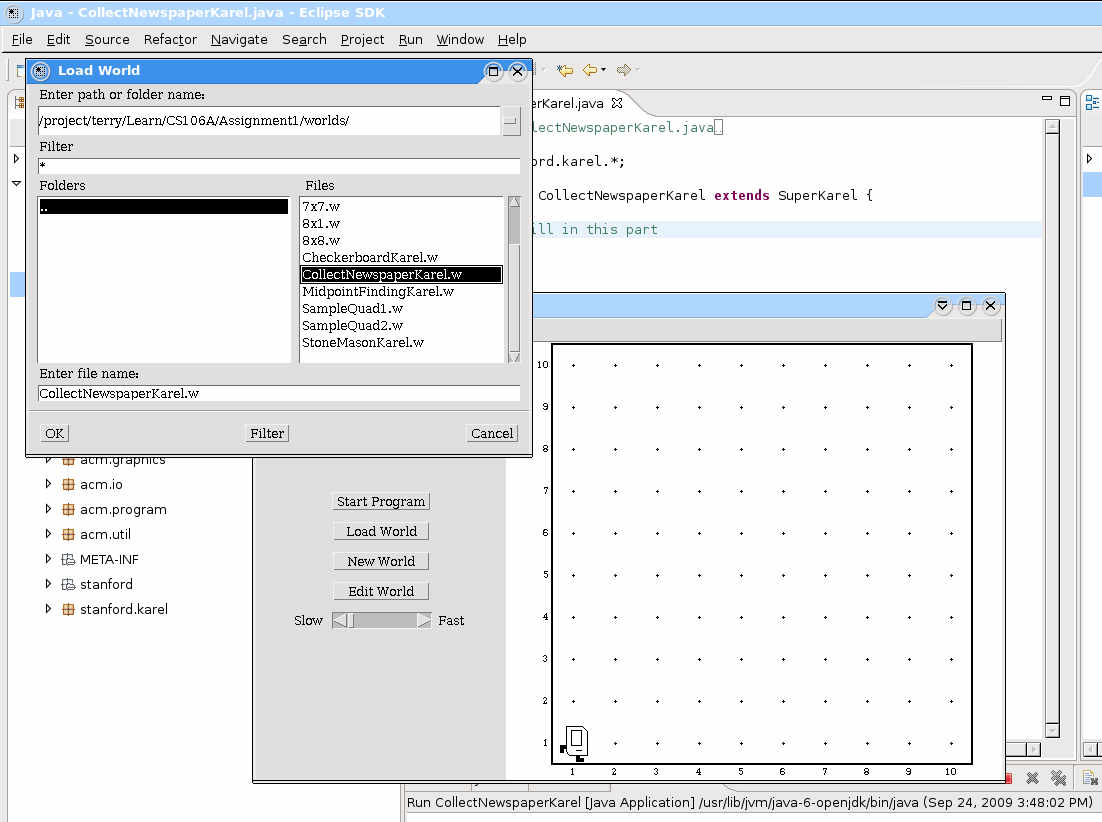 Java - CollectNewspaperKarel.java - Eclipse SDK
File Edit Source Refactor Navigate Search Project Run Window Help
Load World
Enter path or folder name:
/project/terry/Learn/CS106A/Assignment1/worlds/
Filter
*
Folders Files
..
7x7.w
8x1.w
8x8.w
CheckerboardKarel.w
CollectNewspaperKarel.w
MidpointFindingKarel.w
SampleQuad1.w
SampleQuad2.w
StoneMasonKarel.w
Enter file name:
CollectNewspaperKarel.w
OK Filter Cancel
erKarel.java
lectNewspaperKarel.java
ord.karel.*;
CollectNewspaperKarel extends SuperKarel {
ill in this part
acm.graphics
acm.io
acm.program
acm.util
META-INF
stanford
stanford.karel
Start Program
Load World
New World
Edit World
Slow Fast
10
9
8
7
6
5
4
3
2
1
1 2 3 4 5 6 7 8 9 10
Run CollectNewspaperKarel [Java Application] /usr/lib/jvm/java-6-openjdk/bin/java (Sep 24, 2009 3:48:02 PM)